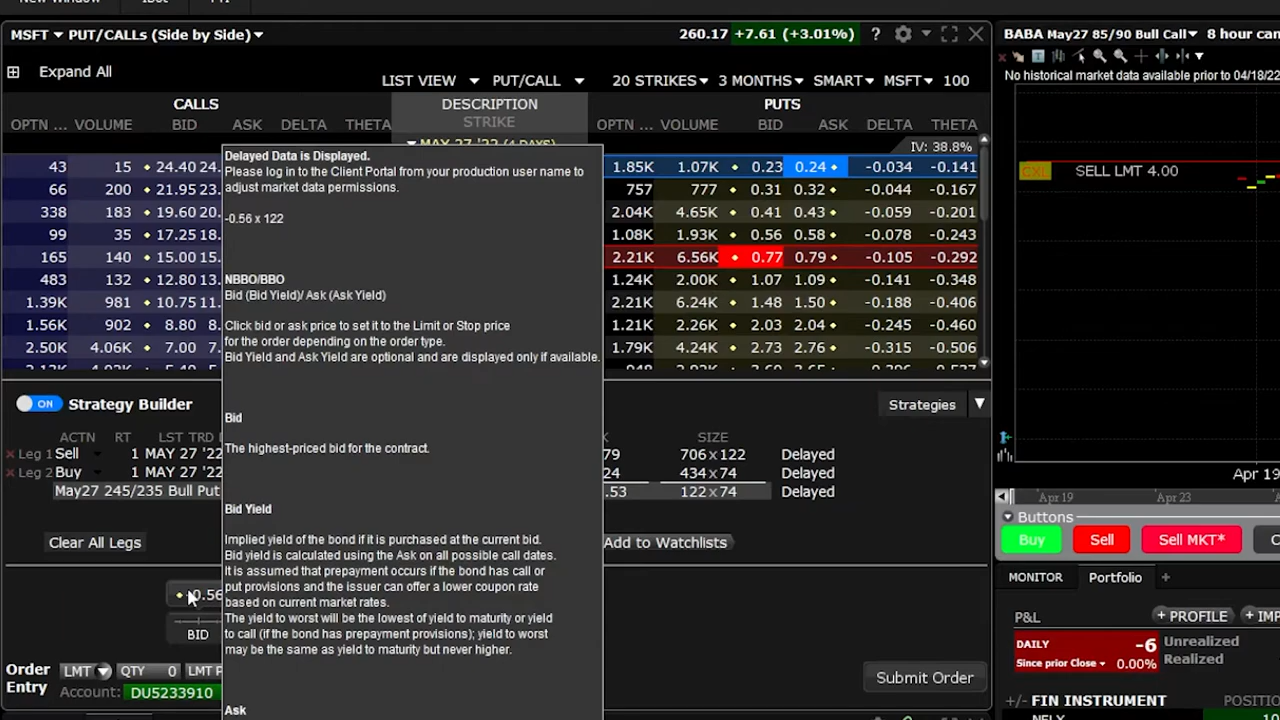 New Window
MSFT PUT/CALLs (Side by Side) 260.17 +7.61 (+3.01%) ?
Expand All LIST VIEW PUT/CALL 20 STRIKES 3 MONTHS SMART MSFT 100
CALLS DESCRIPTION PUTS
OPTN ... VOLUME BID ASK DELTA THETA STRIKE OPTN ... VOLUME BID ASK DELTA THETA
MAY 27 '22 (4 DAYS) IV: 38.8%
43 15 24.40 24. 1.85K 1.07K 0.23 0.24 -0.034 -0.141
66 200 21.95 23. 757 777 0.31 0.32 -0.044 -0.167
338 183 19.60 20. 2.04K 4.65K 0.41 0.43 -0.059 -0.201
99 35 17.25 18. 1.08K 1.93K 0.56 0.58 -0.078 -0.243
165 140 15.00 15. 2.21K 6.56K 0.77 0.79 -0.105 -0.292
483 132 12.80 13. 1.24K 2.00K 1.07 1.09 -0.141 -0.348
1.39K 981 10.75 11. 2.21K 6.24K 1.48 1.50 -0.188 -0.406
1.56K 902 8.80 8. 1.21K 2.26K 2.03 2.04 -0.245 -0.460
2.50K 4.06K 7.00 7. 1.79K 4.24K 2.73 2.76 -0.315 -0.506
Delayed Data is Displayed.
Please log in to the Client Portal from your production user name to
adjust market data permissions.
-0.56 x 122
NBBO/BBO
Bid (Bid Yield)/ Ask (Ask Yield)
Click bid or ask price to set it to the Limit or Stop price
for the order depending on the order type.
Bid Yield and Ask Yield are optional and are displayed only if available.
Bid
The highest-priced bid for the contract.
Bid Yield
Implied yield of the bond if it is purchased at the current bid.
Bid yield is calculated using the Ask on all possible call dates.
It is assumed that prepayment occurs if the bond has call or
put provisions and the issuer can offer a lower coupon rate
based on current market rates.
The yield to worst will be the lowest of yield to maturity or yield
to call (if the bond has prepayment provisions); yield to worst
may be the same as yield to maturity but never higher.
Ask
ON Strategy Builder Strategies
ACTN RT LST TRD D K SIZE
Leg 1 Sell 1 MAY 27 '22 79 706 x 122 Delayed
Leg 2 Buy 1 MAY 27 '22 24 434 x 74 Delayed
May27 245/235 Bull Put .53 122 x 74 Delayed
Clear All Legs Add to Watchlists
0.56
BID
Order
Entry
LMT QTY 0 LMT P
Account: DU5233910
Submit Order
BABA May27 85/90 Bull Call 8 hour can
No historical market data available prior to 04/18/22
CXL SELL LMT 4.00
Apr 19
Apr 19 Apr 23
Buttons
Buy Sell Sell MKT* C
MONITOR Portfolio +
P&L + PROFILE + IMP
DAILY -6 Unrealized
Since prior Close 0.00% Realized
+/- FIN INSTRUMENT POSITIO